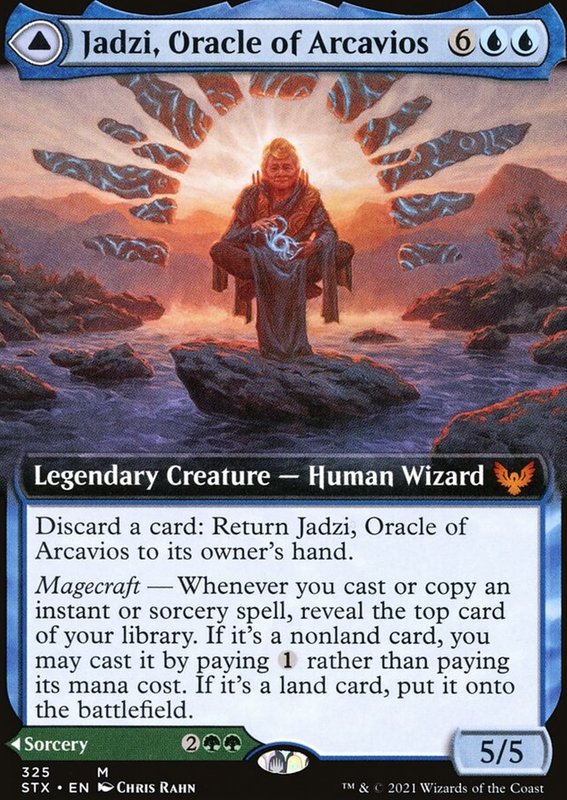 Jadzi, Oracle of Arcavios 6
Legendary Creature — Human Wizard
Discard a card: Return Jadzi, Oracle of
Arcavios to its owner's hand.
Magecraft — Whenever you cast or copy an
instant or sorcery spell, reveal the top card
of your library. If it's a nonland card, you
may cast it by paying 1 rather than paying
its mana cost. If it's a land card, put it onto
the battlefield.
Sorcery 2
5/5
325 M
STX • EN Chris Rahn
™ & © 2021 Wizards of the Coast